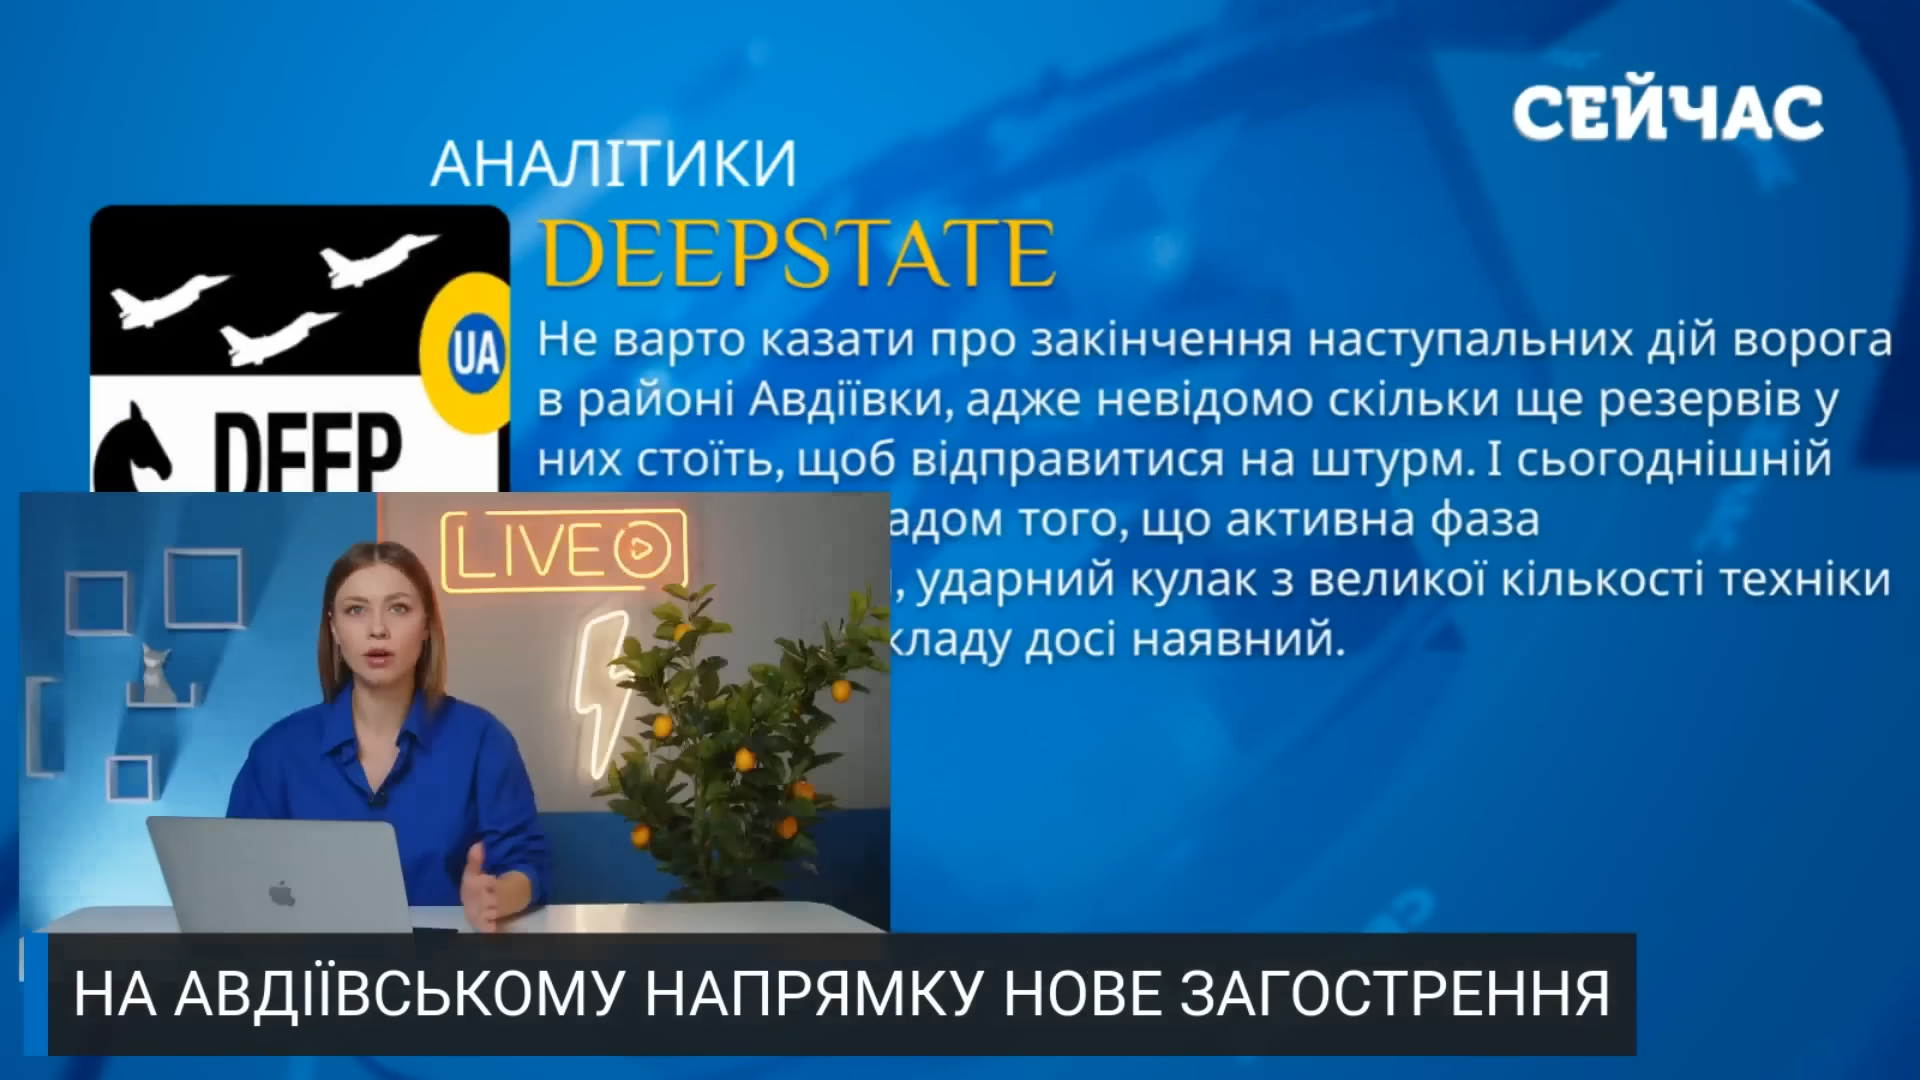 СЕЙЧАС
АНАЛІТИКИ
DEEPSTATE
UA
DEEP
Не варто казати про закінчення наступальних дій ворога
в районі Авдіївки, адже невідомо скільки ще резервів у
них стоїть, щоб відправитися на штурм. І сьогоднішній
того, що активна фаза
ударний кулак з великої кількості техніки
досі наявний.
LIVE
НА АВДІЇВСЬКОМУ НАПРЯМКУ НОВЕ ЗАГОСТРЕННЯ